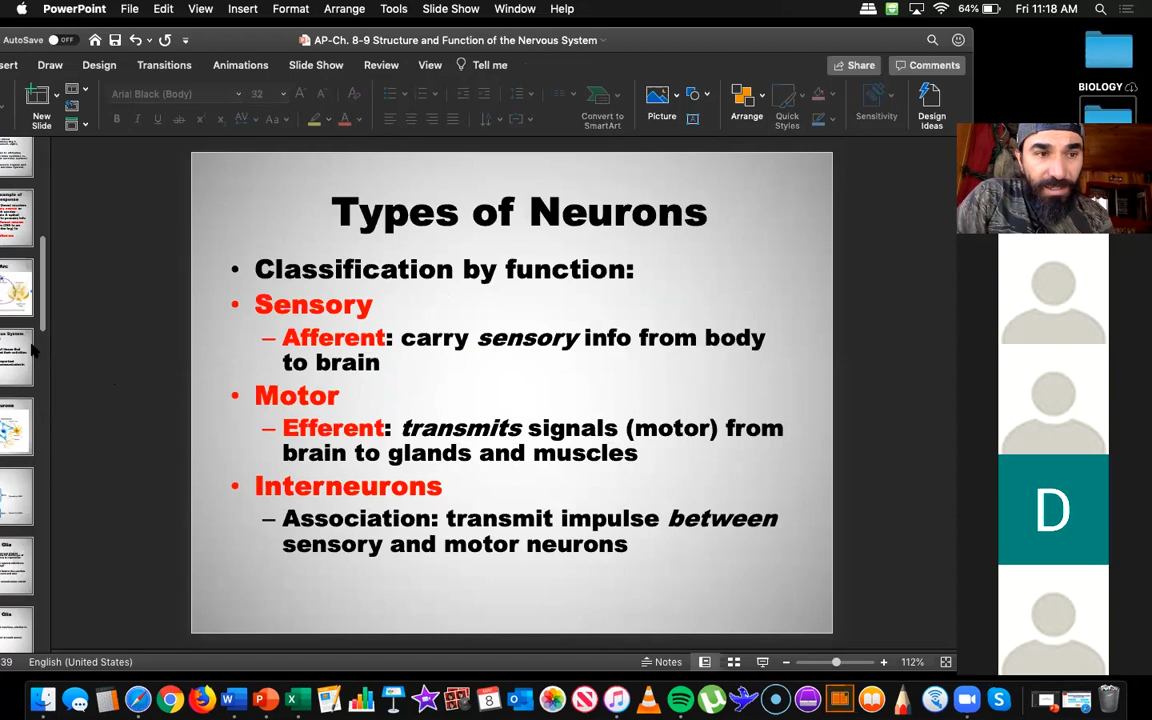 PowerPoint File Edit View Insert Format Arrange Tools Slide Show Window Help 64% Fri 11:18 AM
AutoSave OFF AP-Ch. 8-9 Structure and Function of the Nervous System
sert Draw Design Transitions Animations Slide Show Review View Tell me Share Comments
Arial Black (Body) 32
New Slide
Convert to SmartArt
Picture
Arrange
Quick Styles
Sensitivity
Design Ideas
BIOLOGY
Types of Neurons
• Classification by function:
• Sensory
– Afferent: carry sensory info from body
to brain
• Motor
– Efferent: transmits signals (motor) from
brain to glands and muscles
• Interneurons
– Association: transmit impulse between
sensory and motor neurons
D
39 English (United States) Notes 112%